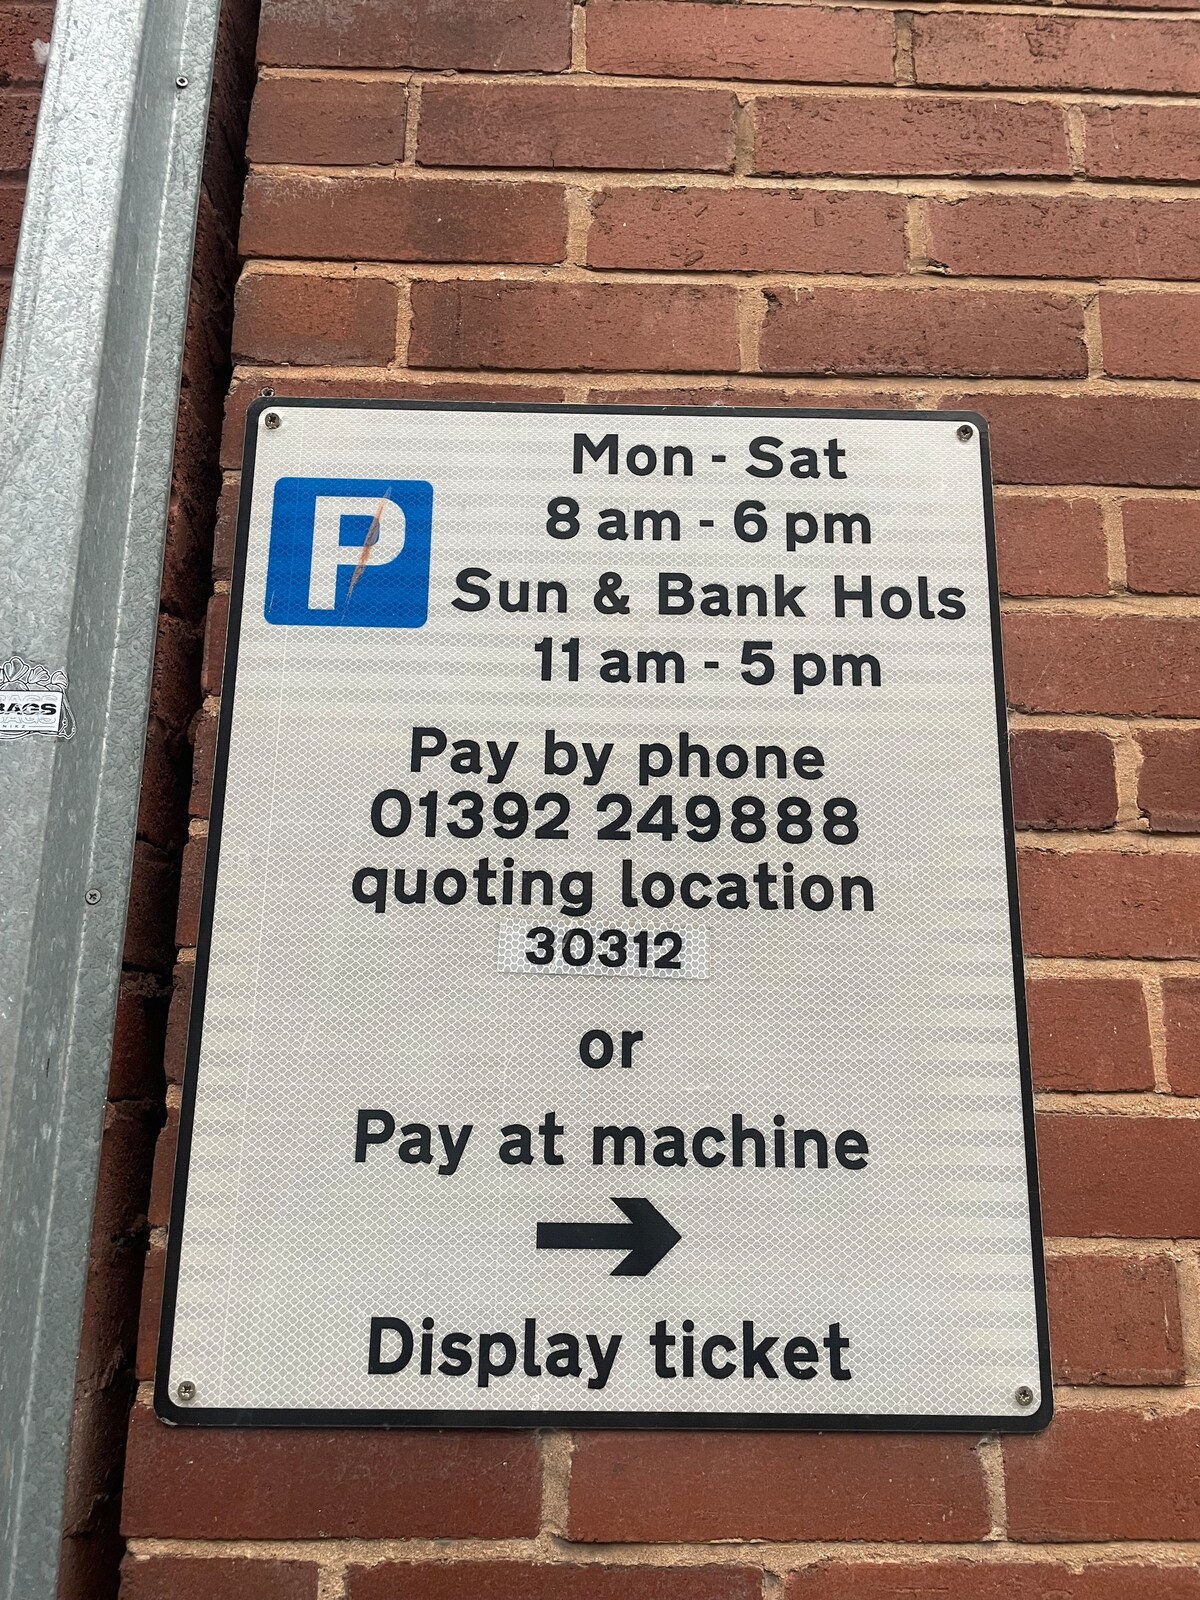 Mon - Sat
8 am - 6 pm
P
Sun & Bank Hols
11 am - 5 pm
Pay by phone
01392 249888
quoting location
30312
or
Pay at machine
Display ticket
BAGS